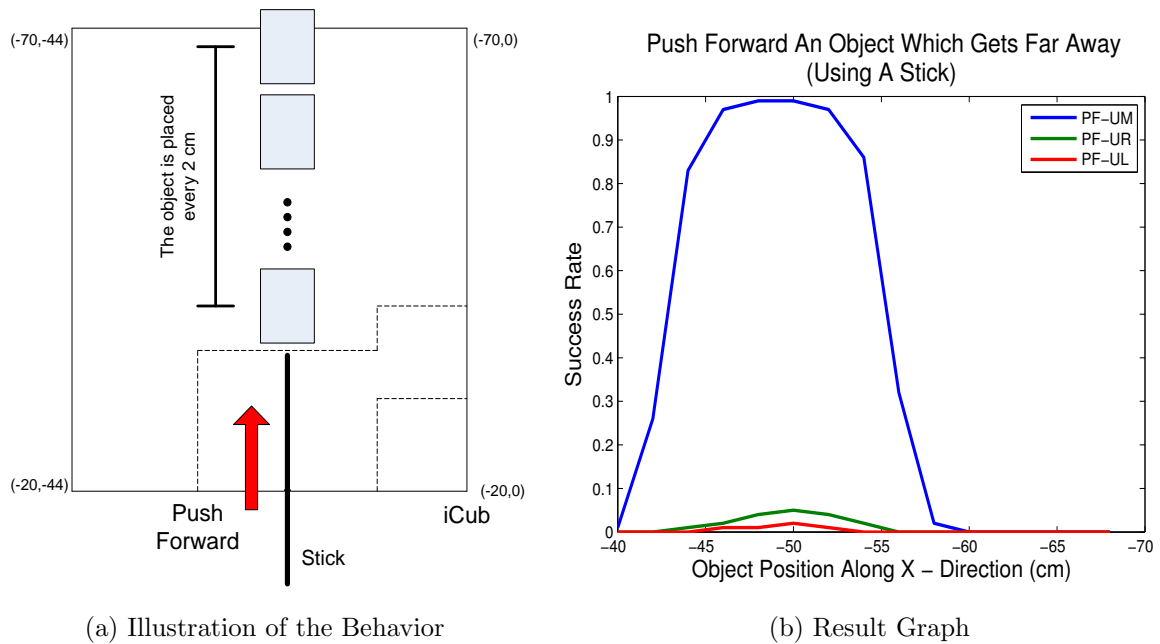 (-70,-44)
(-70,0)
The object is placed
every 2 cm
(-20,-44)
(-20,0)
Push
Forward
iCub
Stick
(a) Illustration of the Behavior
Push Forward An Object Which Gets Far Away
(Using A Stick)
1
0.9
0.8
0.7
0.6
0.5
0.4
0.3
0.2
0.1
0
Success Rate
PF−UM
PF−UR
PF−UL
−40
−45
−50
−55
−60
−65
−70
Object Position Along X − Direction (cm)
(b) Result Graph